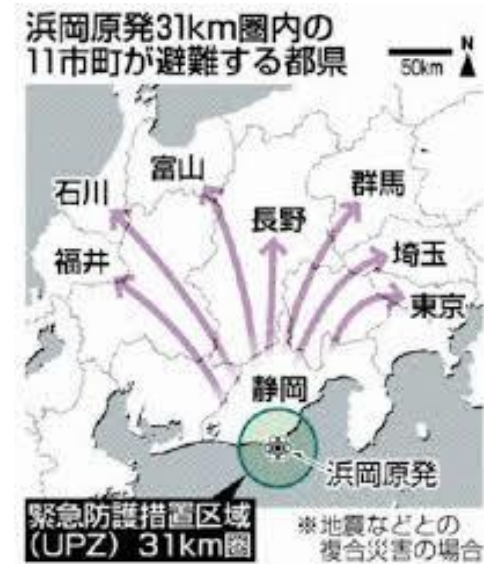 浜岡原発31km圏内の
11市町が避難する都県
N
50km
富山
石川
群馬
長野
福井
埼玉
東京
静岡
浜岡原発
緊急防護措置区域
(UPZ) 31km圏
※地震などとの
複合災害の場合